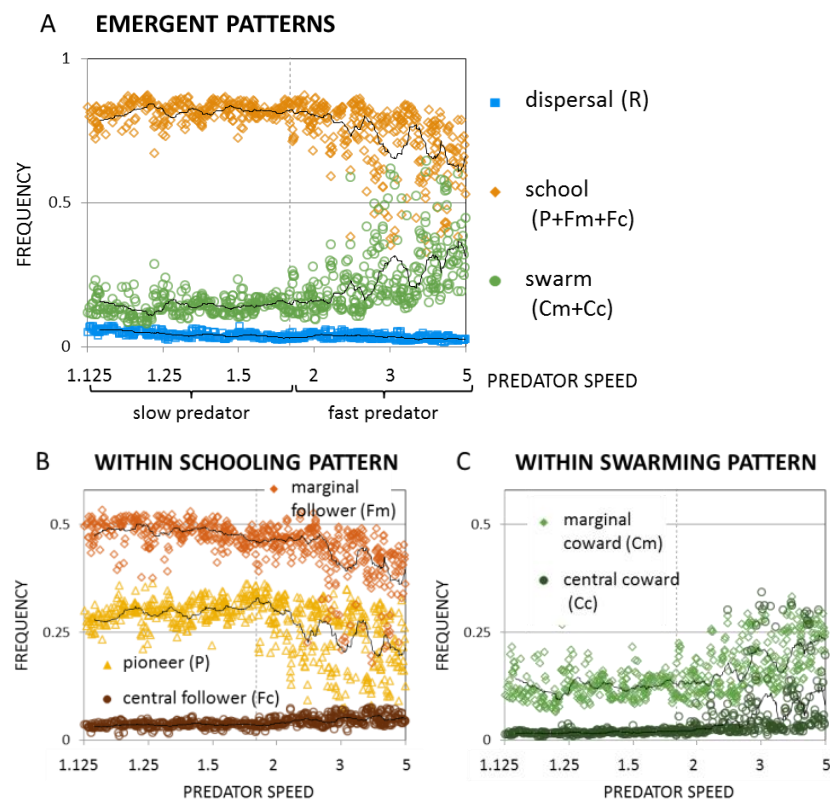 A EMERGENT PATTERNS
1
0.5
0
FREQUENCY
1.125 1.25 1.5 2 3 5 PREDATOR SPEED
slow predator fast predator
dispersal (R)
school
(P+Fm+Fc)
swarm
(Cm+Cc)
B WITHIN SCHOOLING PATTERN
marginal
follower (Fm)
0.5
0.25
0
FREQUENCY
pioneer (P)
central follower (Fc)
1.125 1.25 1.5 2 3 5
PREDATOR SPEED
C WITHIN SWARMING PATTERN
marginal
coward (Cm)
central coward
(Cc)
0.5
0.25
0
FREQUENCY
1.125 1.25 1.5 2 3 5
PREDATOR SPEED